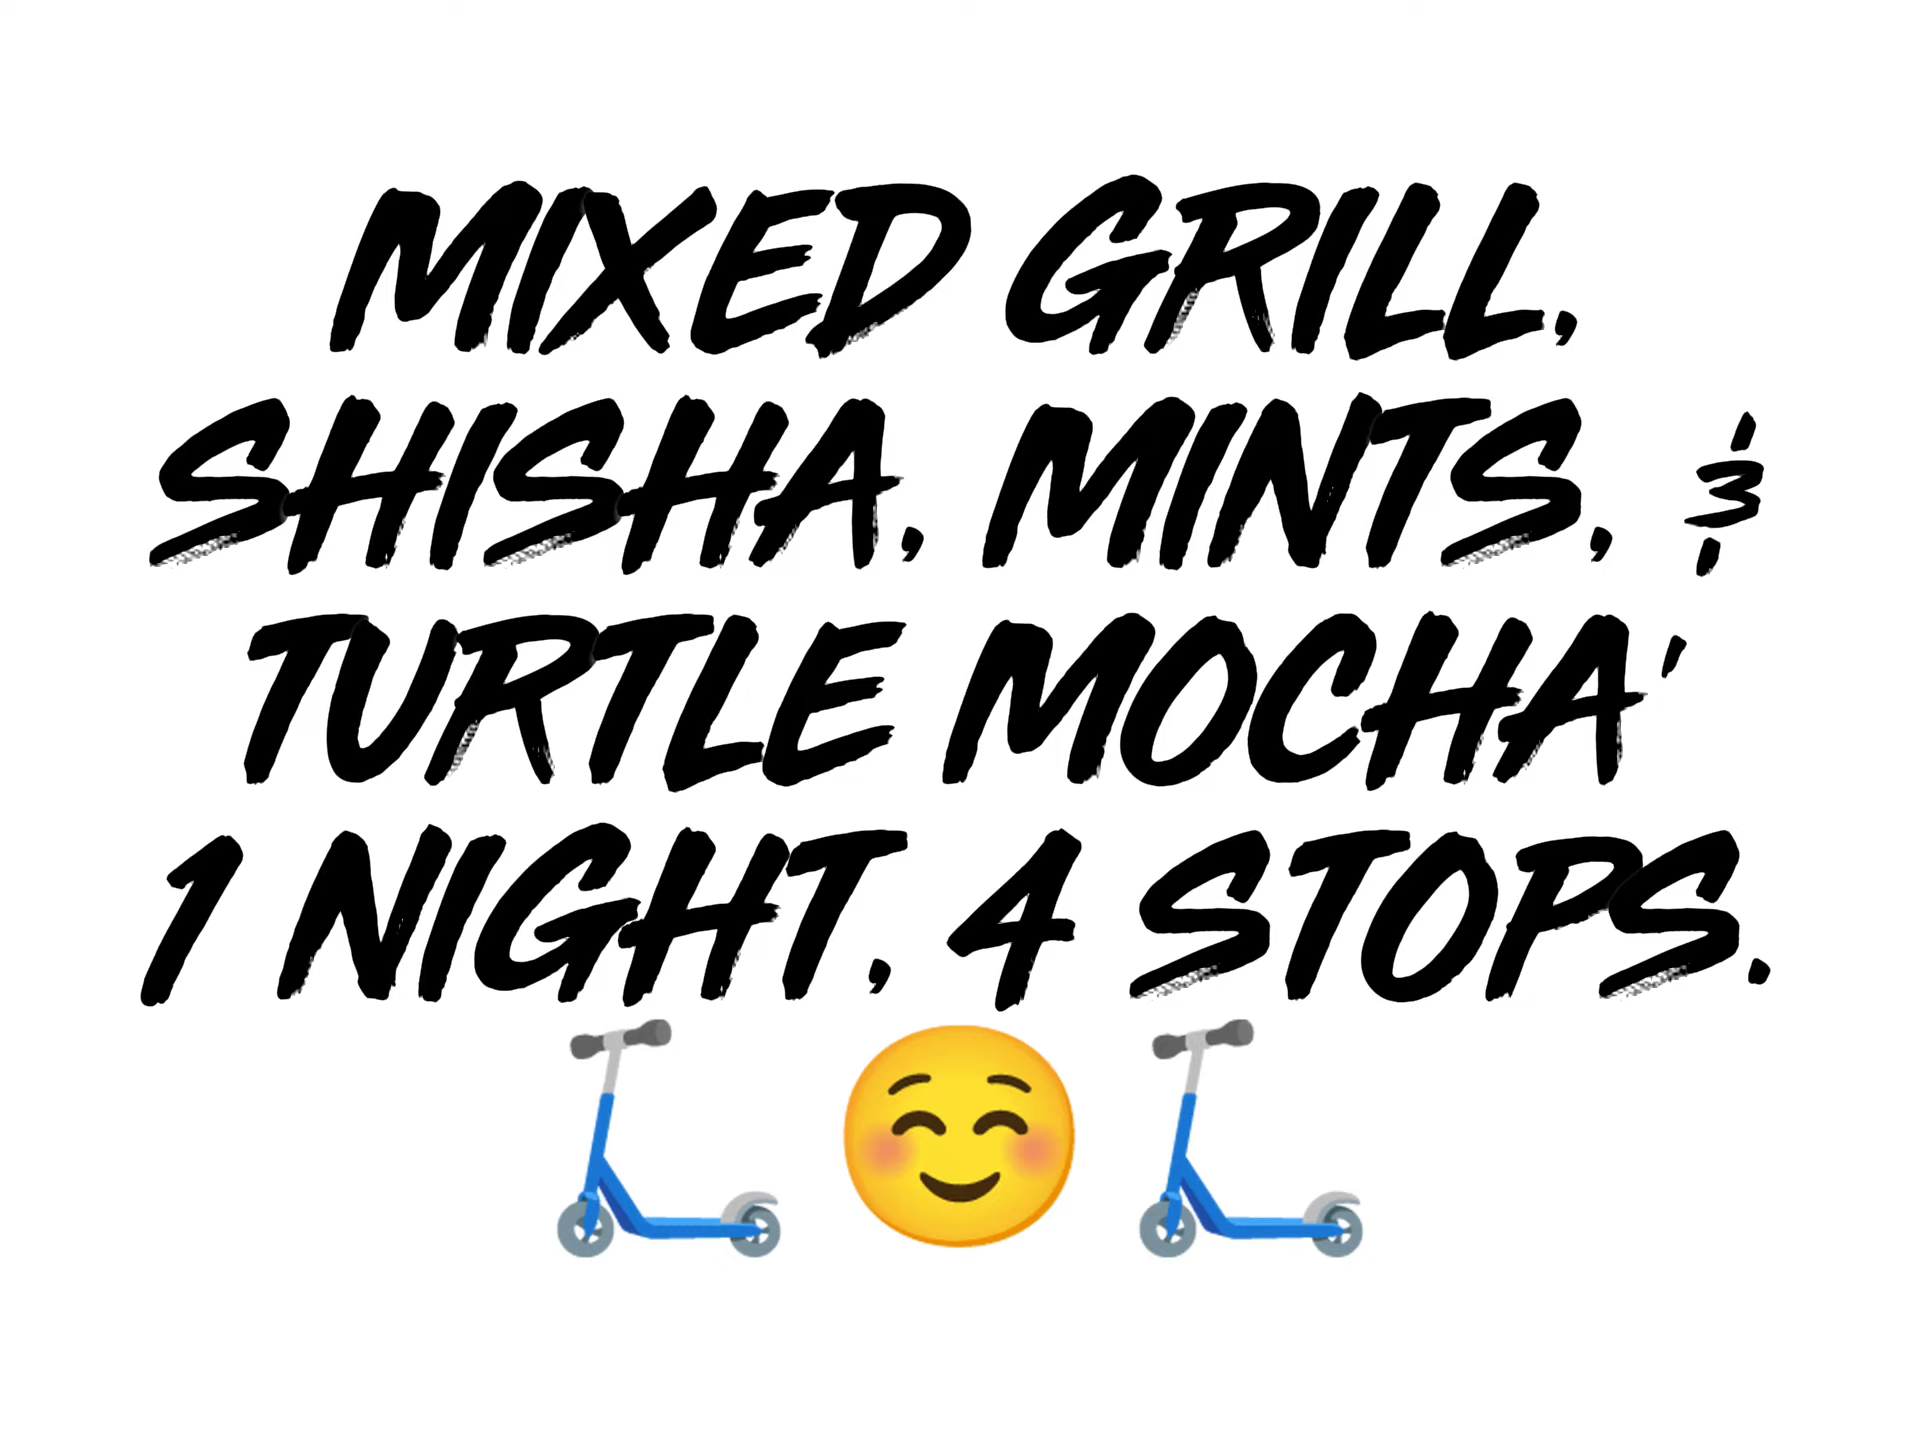 MIXED GRILL,
SHISHA, MINTS, &
TURTLE MOCHA'
1 NIGHT, 4 STOPS.
🛴 ☺️ 🛴